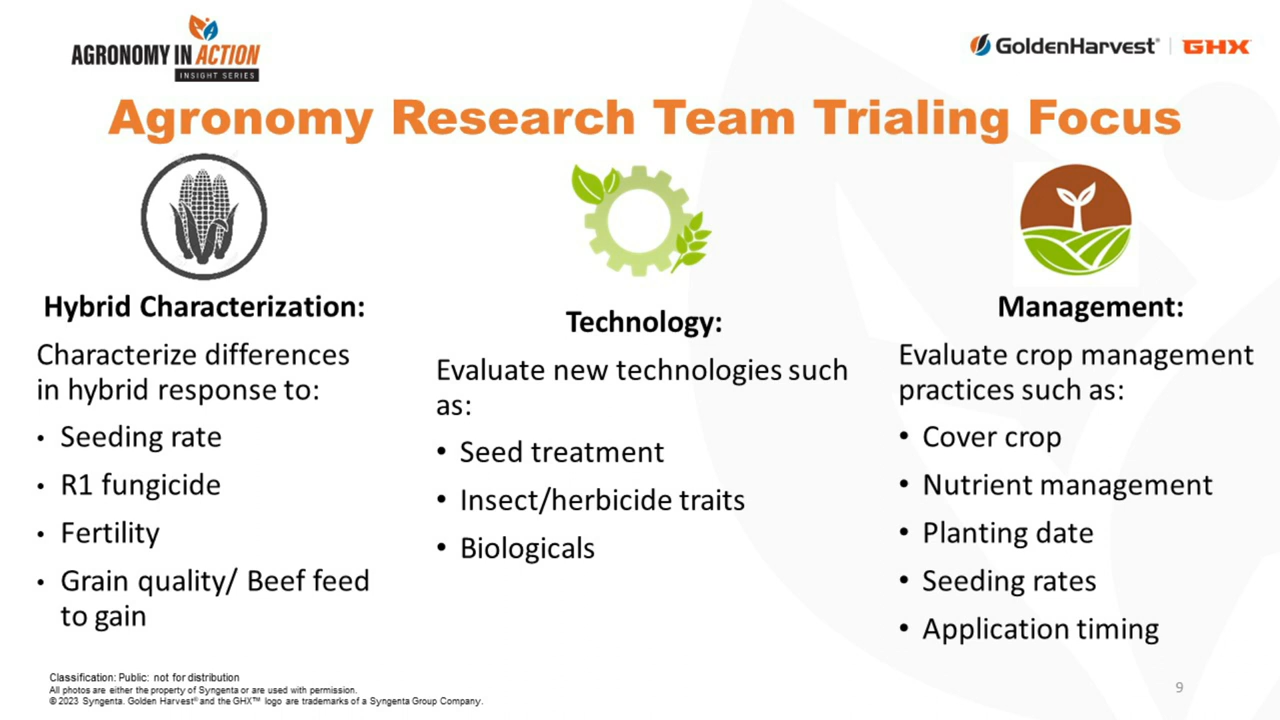 AGRONOMY IN ACTION
INSIGHT SERIES
GoldenHarvest® | GHX™
Agronomy Research Team Trialing Focus
Hybrid Characterization:
Characterize differences
in hybrid response to:
• Seeding rate
• R1 fungicide
• Fertility
• Grain quality/ Beef feed
to gain
Technology:
Evaluate new technologies such
as:
• Seed treatment
• Insect/herbicide traits
• Biologicals
Management:
Evaluate crop management
practices such as:
• Cover crop
• Nutrient management
• Planting date
• Seeding rates
• Application timing
Classification: Public: not for distribution
All photos are either the property of Syngenta or are used with permission.
© 2023 Syngenta. Golden Harvest® and the GHX™ logo are trademarks of a Syngenta Group Company.
9